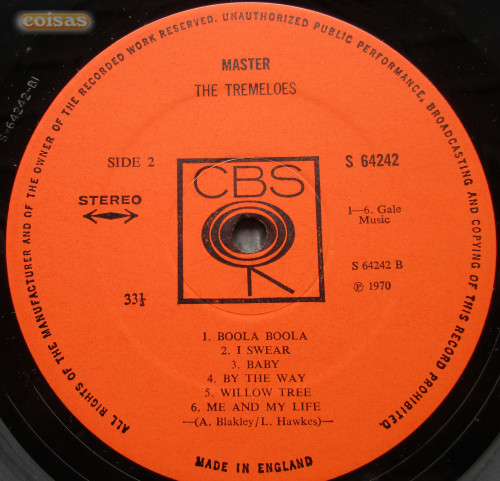 coisas
ALL RIGHTS OF THE MANUFACTURER AND OF THE OWNER OF THE RECORDED WORK RESERVED. UNAUTHORIZED PUBLIC PERFORMANCE, BROADCASTING AND COPYING OF THIS RECORD PROHIBITED.
S-64242-B1
MASTER
THE TREMELOES
SIDE 2
S 64242
CBS
STEREO
1—6. Gale
Music
S 64242 B
℗ 1970
33⅓
1. BOOLA BOOLA
2. I SWEAR
3. BABY
4. BY THE WAY
5. WILLOW TREE
6. ME AND MY LIFE
—(A. Blakley/L. Hawkes)—
MADE IN ENGLAND